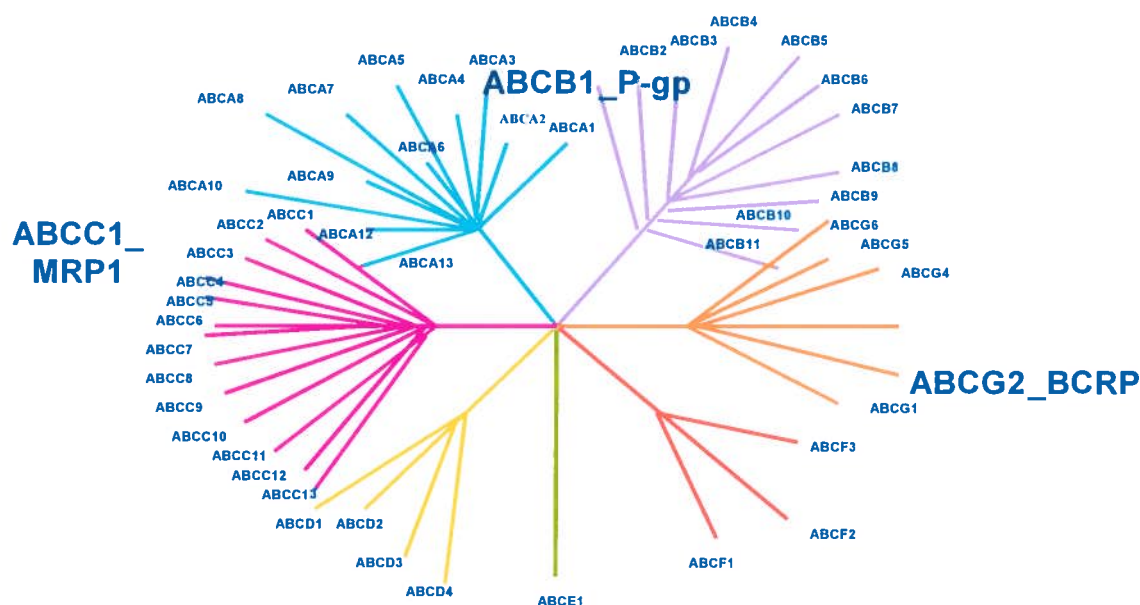 ABCB4
ABCB3
ABCB5
ABCB2
ABCA3
ABCA5
ABCA4
ABCB6
ABCB1_P-gp
ABCA7
ABCA8
ABCB7
ABCA2
ABCA1
ABCA6
ABCB8
ABCA9
ABCA10
ABCB9
ABCB10
ABCC1
ABCC2
ABCG6
ABCC1_
MRP1
ABCA12
ABCB11
ABCG5
ABCC3
ABCA13
ABCG4
ABCC4
ABCC5
ABCC6
ABCC7
ABCC8
ABCG2_BCRP
ABCC9
ABCG1
ABCC10
ABCF3
ABCC11
ABCC12
ABCC13
ABCD1
ABCD2
ABCF2
ABCD3
ABCF1
ABCD4
ABCE1